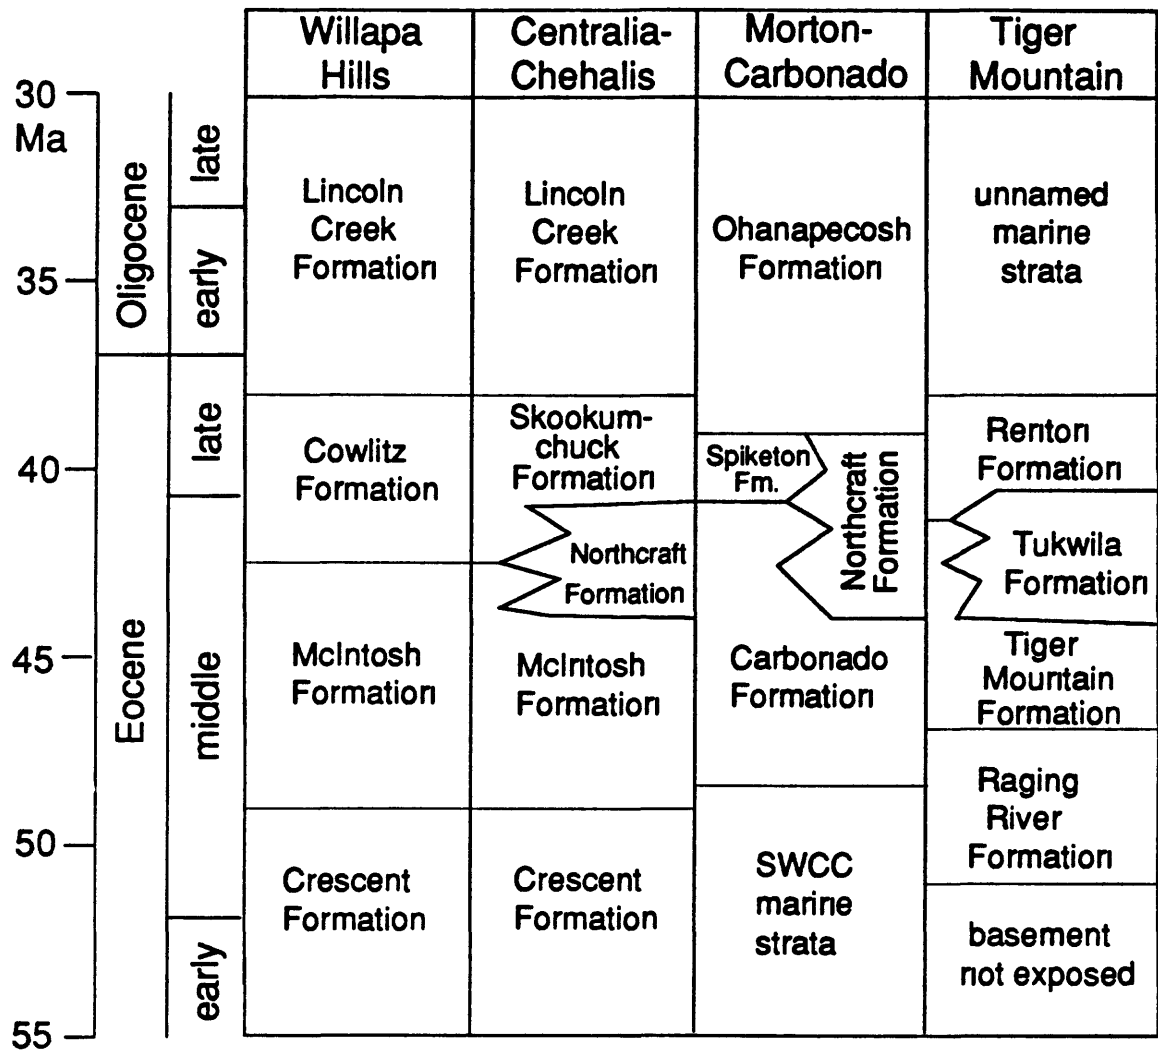 Willapa
Hills
Centralia-
Chehalis
Morton-
Carbonado
Tiger
Mountain
30
Ma
35
40
45
50
55
Oligocene
Eocene
late
early
late
middle
early
Lincoln
Creek
Formation
Cowlitz
Formation
McIntosh
Formation
Crescent
Formation
Lincoln
Creek
Formation
Skookum-
chuck
Formation
Northcraft
Formation
McIntosh
Formation
Crescent
Formation
Ohanapecosh
Formation
Spiketon
Fm.
Northcraft
Formation
Carbonado
Formation
SWCC
marine
strata
unnamed
marine
strata
Renton
Formation
Tukwila
Formation
Tiger
Mountain
Formation
Raging
River
Formation
basement
not exposed